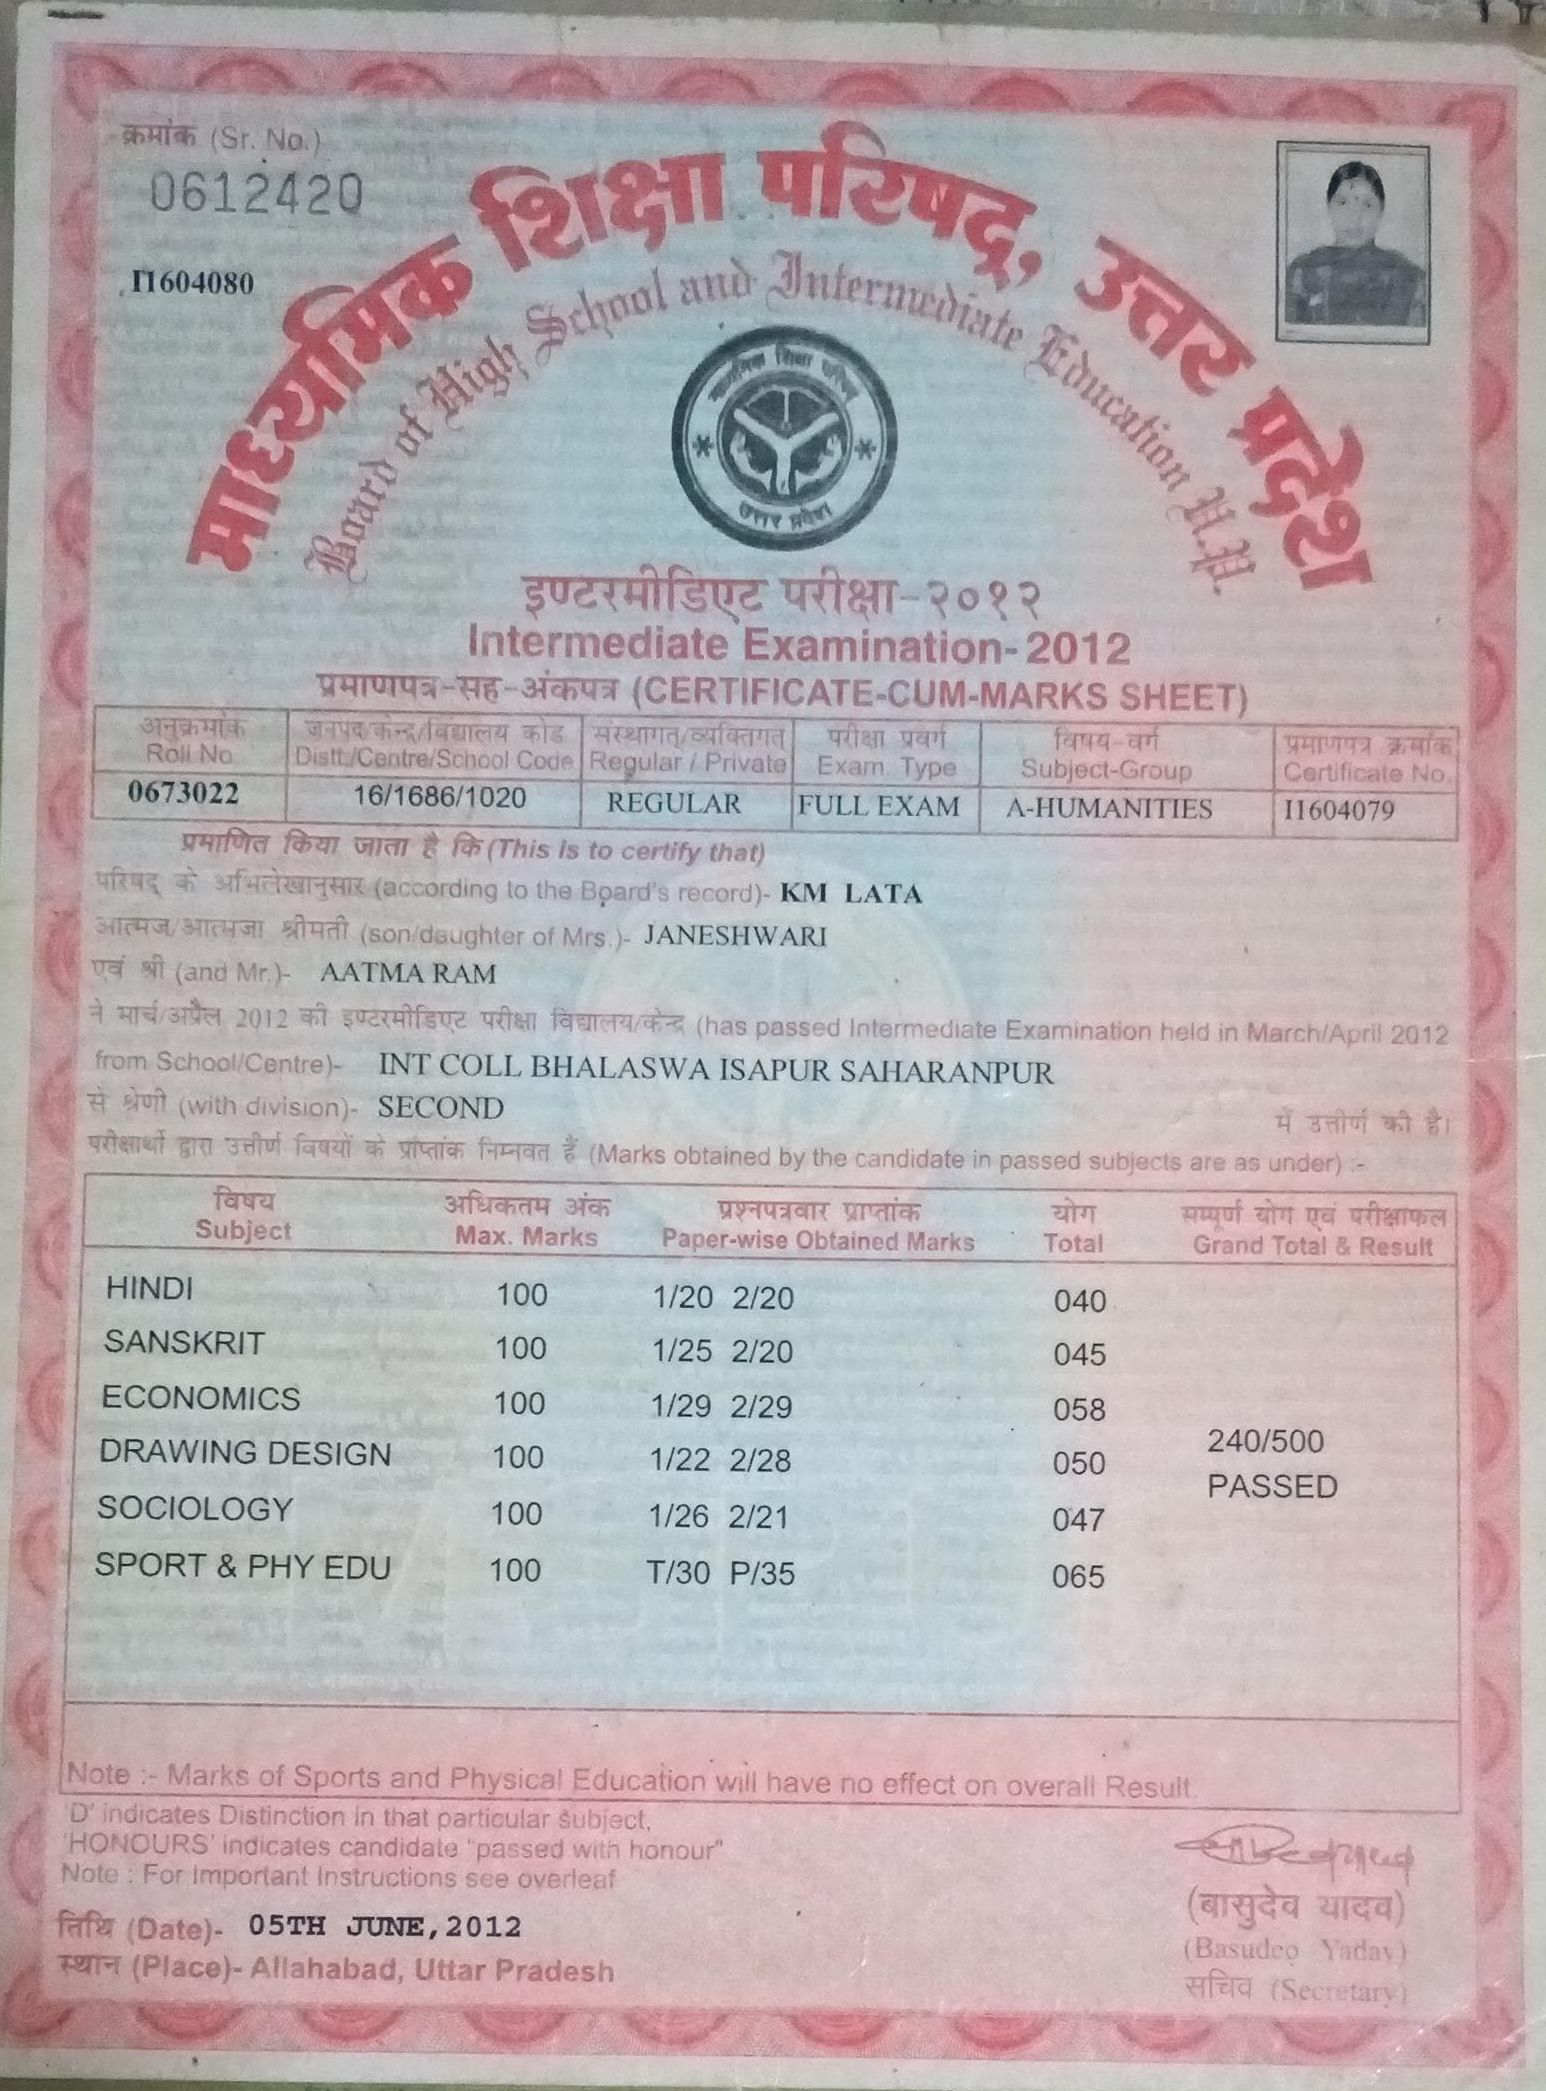 क्रमांक (Sr. No.)
0612420
I1604080
माध्यमिक शिक्षा परिषद्, उत्तर प्रदेश
Board of High School and Intermediate Education U.P.
माध्यमिक शिक्षा परिषद्
उत्तर प्रदेश
इण्टरमीडिएट परीक्षा-२०१२
Intermediate Examination- 2012
प्रमाणपत्र-सह-अंकपत्र (CERTIFICATE-CUM-MARKS SHEET)
अनुक्रमांक जनपद/केन्द्र/विद्यालय कोड संस्थागत/व्यक्तिगत परीक्षा प्रवर्ग विषय-वर्ग प्रमाणपत्र क्रमांक
Roll No Distt./Centre/School Code Regular / Private Exam. Type Subject-Group Certificate No.
0673022 16/1686/1020 REGULAR FULL EXAM A-HUMANITIES I1604079
प्रमाणित किया जाता है कि (This is to certify that)
परिषद् के अभिलेखानुसार (according to the Board's record)- KM LATA
आत्मज/आत्मजा श्रीमती (son/daughter of Mrs.)- JANESHWARI
एवं श्री (and Mr.)- AATMA RAM
ने मार्च/अप्रैल 2012 की इण्टरमीडिएट परीक्षा विद्यालय/केन्द्र (has passed Intermediate Examination held in March/April 2012
from School/Centre)- INT COLL BHALASWA ISAPUR SAHARANPUR
से श्रेणी (with division)- SECOND में उत्तीर्ण की है।
परीक्षार्थी द्वारा उत्तीर्ण विषयों के प्राप्तांक निम्नवत हैं (Marks obtained by the candidate in passed subjects are as under) :-
विषय अधिकतम अंक प्रश्नपत्रवार प्राप्तांक योग सम्पूर्ण योग एवं परीक्षाफल
Subject Max. Marks Paper-wise Obtained Marks Total Grand Total & Result
HINDI 100 1/20 2/20 040
SANSKRIT 100 1/25 2/20 045
ECONOMICS 100 1/29 2/29 058
240/500
DRAWING DESIGN 100 1/22 2/28 050
PASSED
SOCIOLOGY 100 1/26 2/21 047
SPORT & PHY EDU 100 T/30 P/35 065
Note :- Marks of Sports and Physical Education will have no effect on overall Result.
'D' indicates Distinction in that particular subject,
'HONOURS' indicates candidate "passed with honour"
Note : For Important Instructions see overleaf
(बासुदेव यादव)
तिथि (Date)- 05TH JUNE,2012
(Basudeo Yadav)
स्थान (Place)- Allahabad, Uttar Pradesh
सचिव (Secretary)